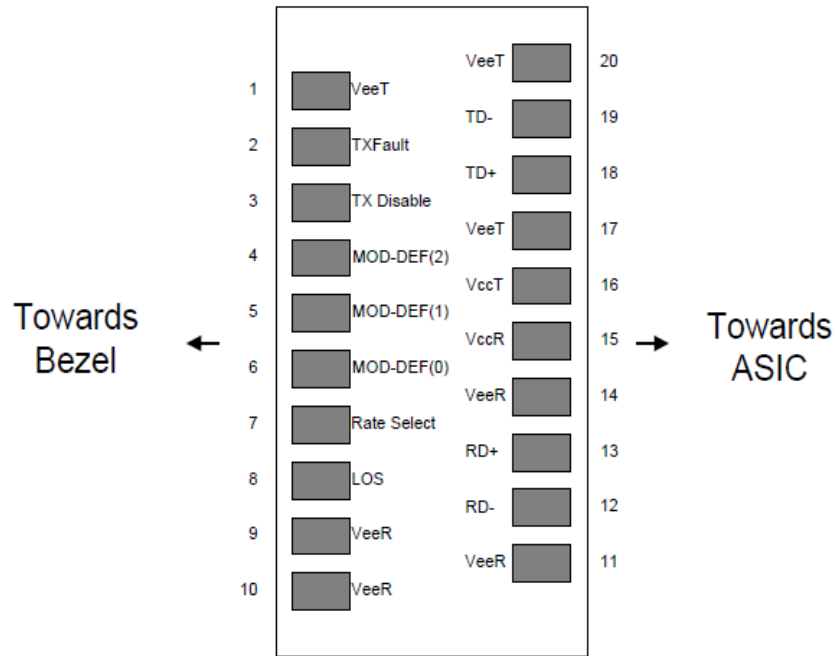 VeeT 20
1 VeeT
TD- 19
2 TXFault
TD+ 18
3 TX Disable
VeeT 17
4 MOD-DEF(2)
VccT 16
5 MOD-DEF(1)
Towards
Bezel
VccR 15
Towards
ASIC
6 MOD-DEF(0)
VeeR 14
7 Rate Select
RD+ 13
8 LOS
RD- 12
9 VeeR
VeeR 11
10 VeeR